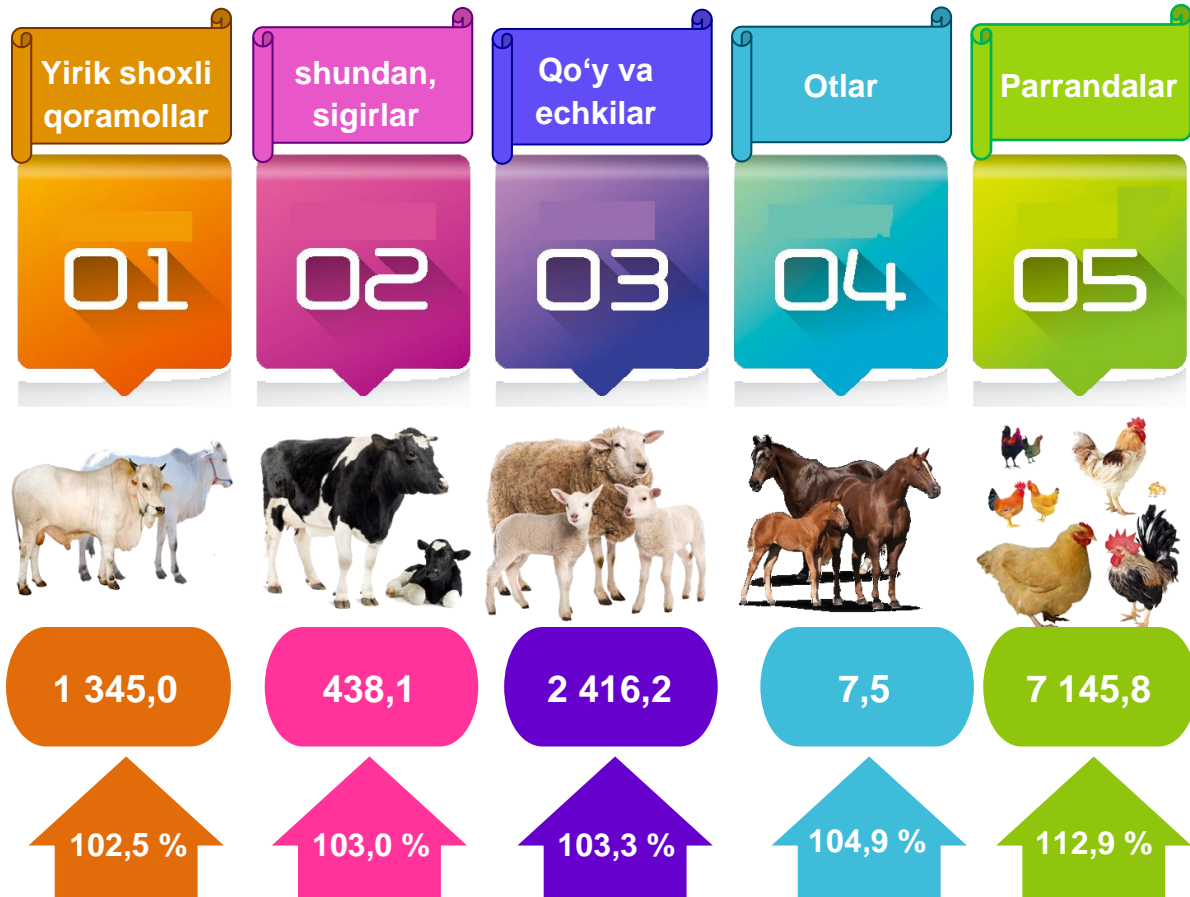 Yirik shoxli
qoramollar
shundan,
sigirlar
Qo‘y va
echkilar
Otlar
Parrandalar
01
02
03
04
05
1 345,0
438,1
2 416,2
7,5
7 145,8
102,5 %
103,0 %
103,3 %
104,9 %
112,9 %